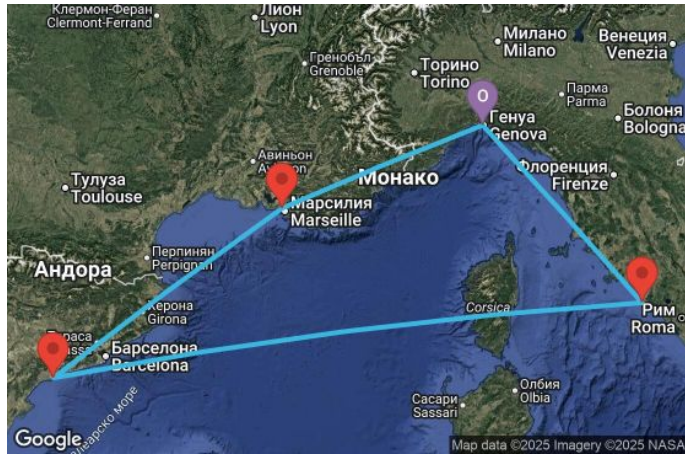 Клермон-Феран
Clermont-Ferrand
Лион
Lyon
Милано
Milano
Венеция
Venezia
Гренобъл
Grenoble
Торино
Torino
Парма
Parma
O
Генуа
Genova
Болоня
Bologna
Авиньон
Тулуза
Toulouse
Монако
Флоренция
Firenze
Марсилия
Marseille
Перпинян
Perpignan
Андора
Херона
Girona
Corsica
Рим
Roma
Барселона
Barcelona
Олбия
Olbia
Сасари
Sassari
море
Google
Map data ©2025 Imagery ©2025 NASA